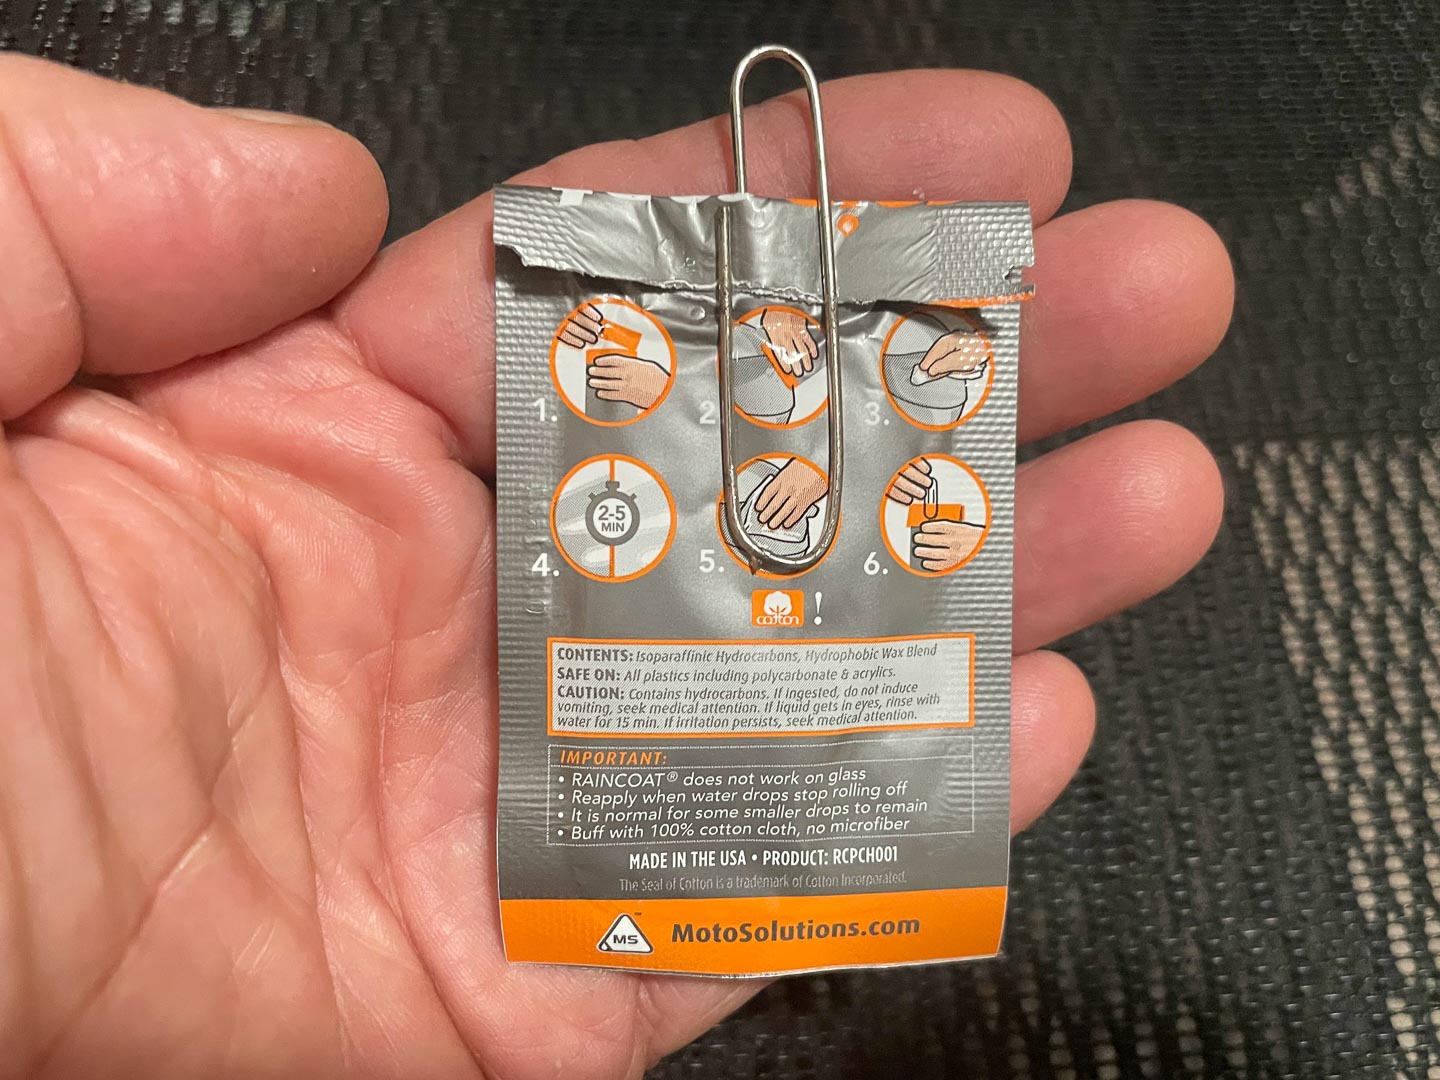 1.
2
3.
4.
2-5
MIN
5.
6.
cotton
!
CONTENTS: Isoparaffinic Hydrocarbons, Hydrophobic Wax Blend
SAFE ON: All plastics including polycarbonate & acrylics.
CAUTION: Contains hydrocarbons. If ingested, do not induce
vomiting, seek medical attention. If liquid gets in eyes, rinse with
water for 15 min. If irritation persists, seek medical attention.
IMPORTANT:
• RAINCOAT® does not work on glass
• Reapply when water drops stop rolling off
• It is normal for some smaller drops to remain
• Buff with 100% cotton cloth, no microfiber
MADE IN THE USA • PRODUCT: RCPCH001
The Seal of Cotton is a trademark of Cotton Incorporated.
MS™ MotoSolutions.com